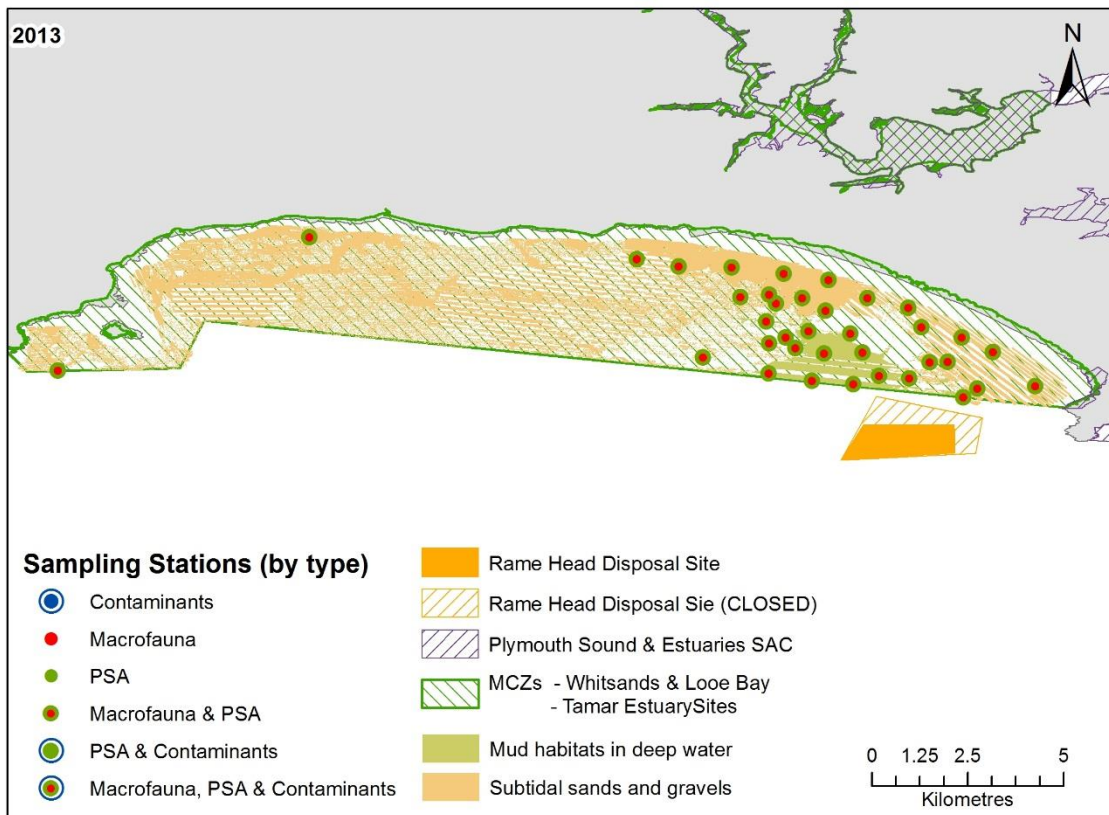 2013
N
Sampling Stations (by type)
Contaminants
Macrofauna
PSA
Macrofauna & PSA
PSA & Contaminants
Macrofauna, PSA & Contaminants
Rame Head Disposal Site
Rame Head Disposal Sie (CLOSED)
Plymouth Sound & Estuaries SAC
MCZs - Whitsands & Looe Bay
- Tamar EstuarySites
Mud habitats in deep water
Subtidal sands and gravels
0 1.25 2.5 5
Kilometres